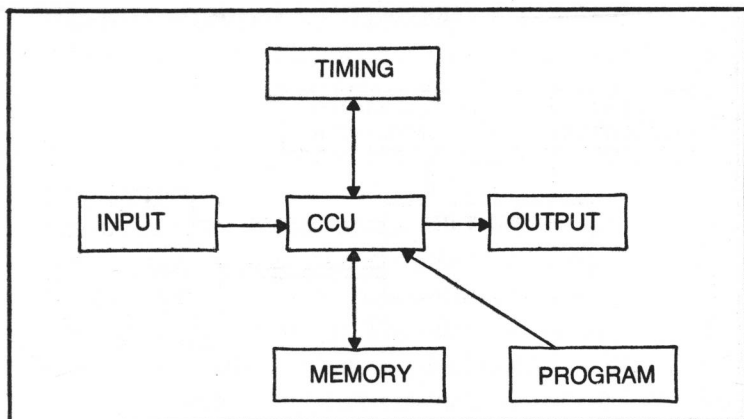 TIMING
INPUT
CCU
OUTPUT
MEMORY
PROGRAM